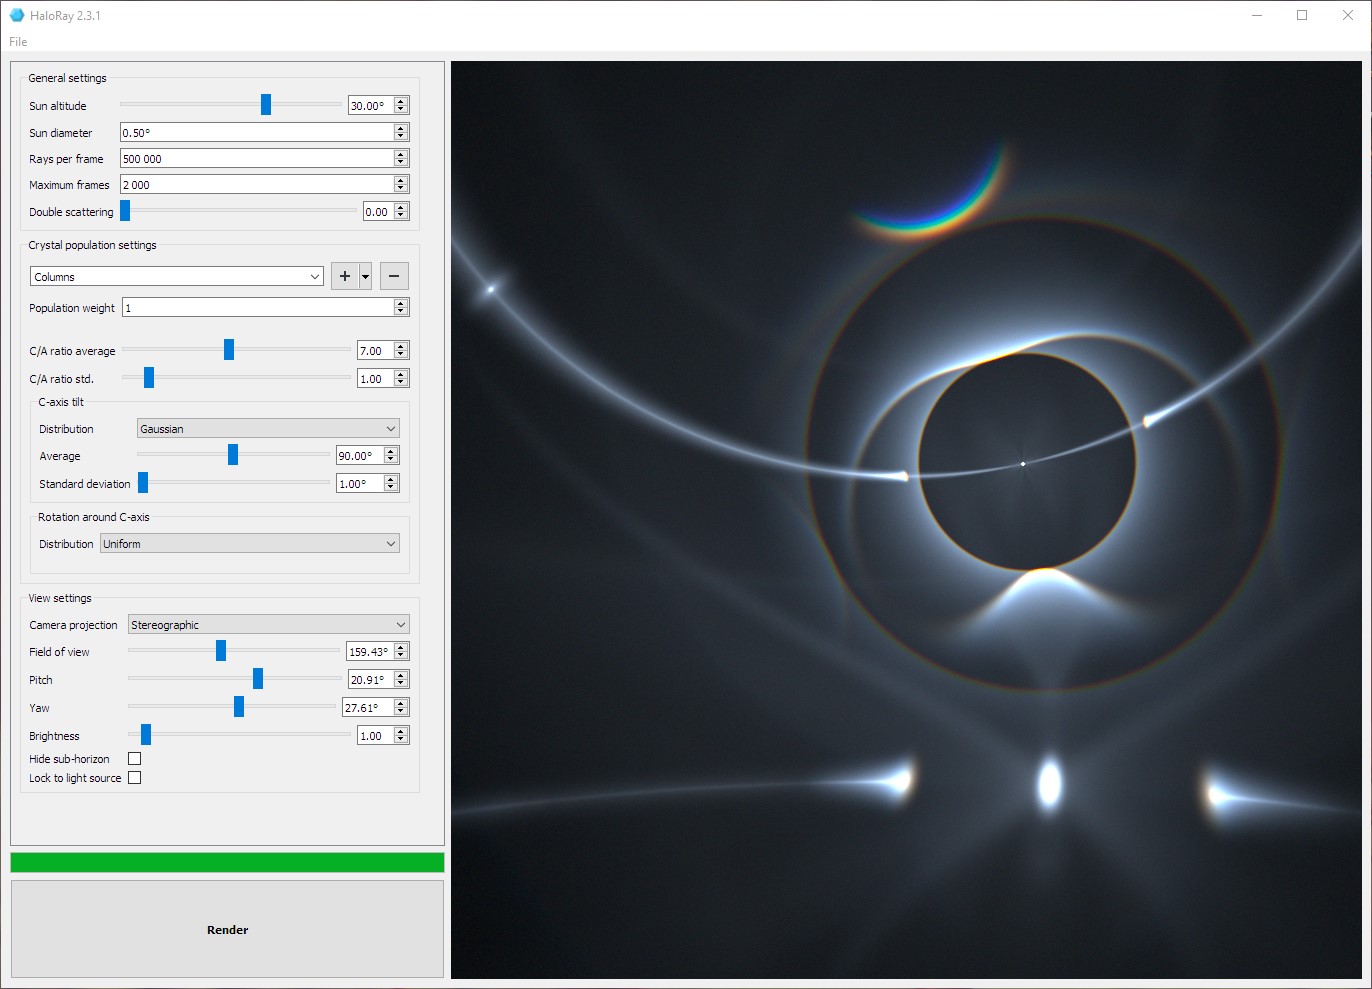 HaloRay 2.3.1
File
General settings
Sun altitude 30.00°
Sun diameter 0.50°
Rays per frame 500 000
Maximum frames 2 000
Double scattering 0.00
Crystal population settings
Columns
Population weight 1
C/A ratio average 7.00
C/A ratio std. 1.00
C-axis tilt
Distribution Gaussian
Average 90.00°
Standard deviation 1.00°
Rotation around C-axis
Distribution Uniform
View settings
Camera projection Stereographic
Field of view 159.43°
Pitch 20.91°
Yaw 27.61°
Brightness 1.00
Hide sub-horizon
Lock to light source
Render